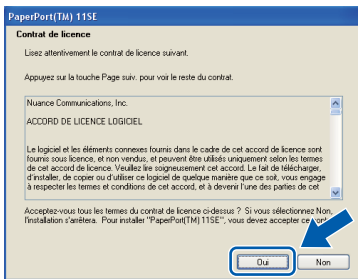 PaperPort(TM) 11SE
Contrat de licence
Lisez attentivement le contrat de licence suivant.
Appuyez sur la touche Page suiv. pour voir le reste du contrat.
Nuance Communications, Inc.
ACCORD DE LICENCE LOGICIEL
Le logiciel et les éléments connexes fournis dans le cadre de cet accord de licence sont
fournis sous licence, et non vendus, et peuvent être utilisés uniquement selon les termes
de cet accord de licence. Veuillez lire soigneusement cet accord. Le fait de télécharger,
d'installer, de copier ou d'utiliser ce logiciel de quelque manière que ce soit, vous engage
à respecter les termes et conditions de cet accord, et à devenir l'une des parties de cet
Acceptez-vous tous les termes du contrat de licence ci-dessus ? Si vous sélectionnez Non,
l'installation s'arrêtera. Pour installer "PaperPort(TM) 11SE", vous devez accepter ce
Oui
Non